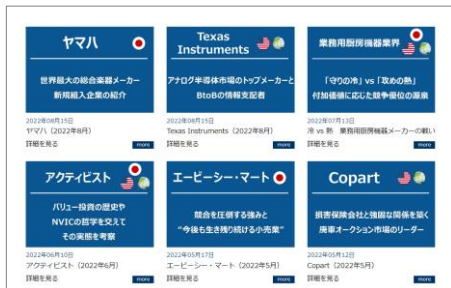 ヤマハ
世界最大の総合楽器メーカー
新規組入企業の紹介
2022年08月15日
ヤマハ（2022年8月）
詳細を見る
more
Texas
Instruments
アナログ半導体市場のトップメーカーと
BtoBの情報支配者
2022年08月15日
Texas Instruments（2022年8月）
詳細を見る
more
業務用厨房機器業界
「守りの冷」vs「攻めの熱」
付加価値に応じた競争優位の源泉
2022年07月13日
冷 vs 熱　業務用厨房機器メーカーの戦い
詳細を見る
more
アクティビスト
バリュー投資の歴史や
NVICの哲学を交えて
その実態を考察
2022年06月10日
アクティビスト（2022年6月）
詳細を見る
more
エービーシー・マート
競合を圧倒する強みと
“今後も生き残り続ける小売業”
2022年05月17日
エービーシー・マート（2022年5月）
詳細を見る
more
Copart
損害保険会社と強固な関係を築く
廃車オークション市場のリーダー
2022年05月12日
Copart（2022年5月）
詳細を見る
more